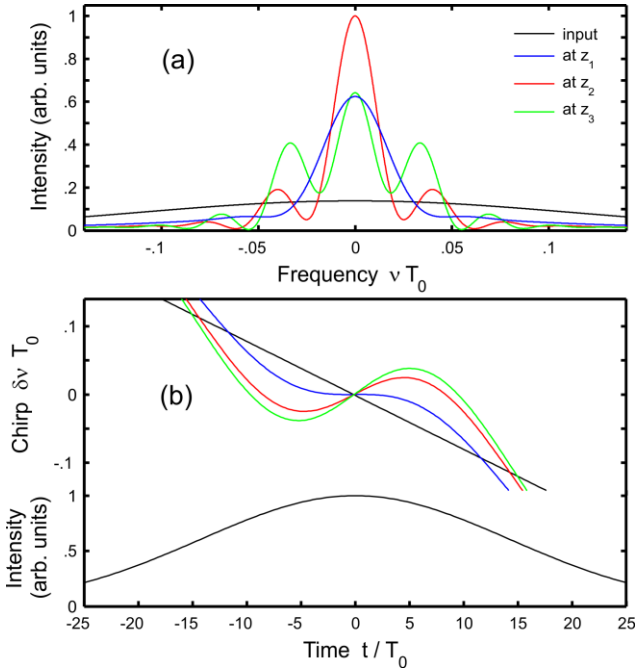 (a)
Intensity (arb. units)
1
.8
.6
.4
.2
0
input
at z1
at z2
at z3
-.1
-.05
0
.05
.1
Frequency ν T0
(b)
Chirp δν T0
.1
0
-.1
Intensity
(arb. units)
1
.5
0
-25 -20 -15 -10 -5 0 5 10 15 20 25
Time t / T0